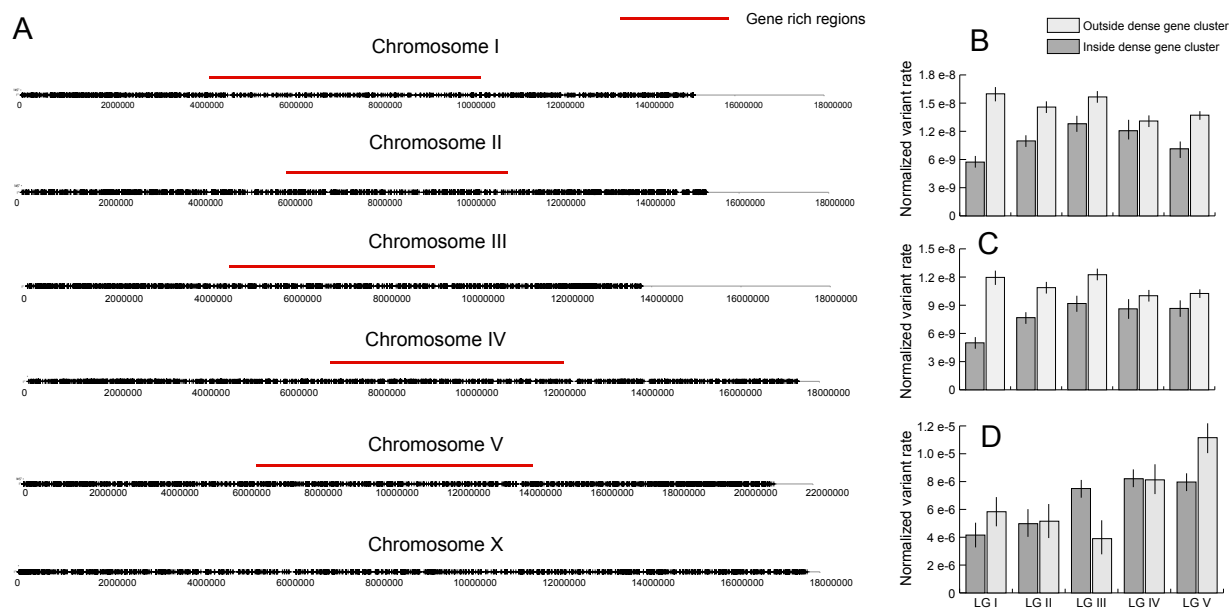 A
Gene rich regions
Chromosome I
0 2000000 4000000 6000000 8000000 10000000 12000000 14000000 16000000 18000000
Chromosome II
0 2000000 4000000 6000000 8000000 10000000 12000000 14000000 16000000 18000000
Chromosome III
0 2000000 4000000 6000000 8000000 10000000 12000000 14000000 16000000 18000000
Chromosome IV
0 2000000 4000000 6000000 8000000 10000000 12000000 14000000 16000000 18000000
Chromosome V
0 2000000 4000000 6000000 8000000 10000000 12000000 14000000 16000000 18000000 20000000 22000000
Chromosome X
0 2000000 4000000 6000000 8000000 10000000 12000000 14000000 16000000 18000000
Outside dense gene cluster
Inside dense gene cluster
B
Normalized variant rate
1.8 e-8
1.5 e-8
1.2 e-8
6 e-9
3 e-9
0
C
Normalized variant rate
1.5 e-8
1.2 e-8
9 e-9
6 e-9
3 e-9
0
D
Normalized variant rate
1.2 e-5
1 e-5
8 e-6
6 e-6
4 e-6
2 e-6
0
LG I LG II LG III LG IV LG V